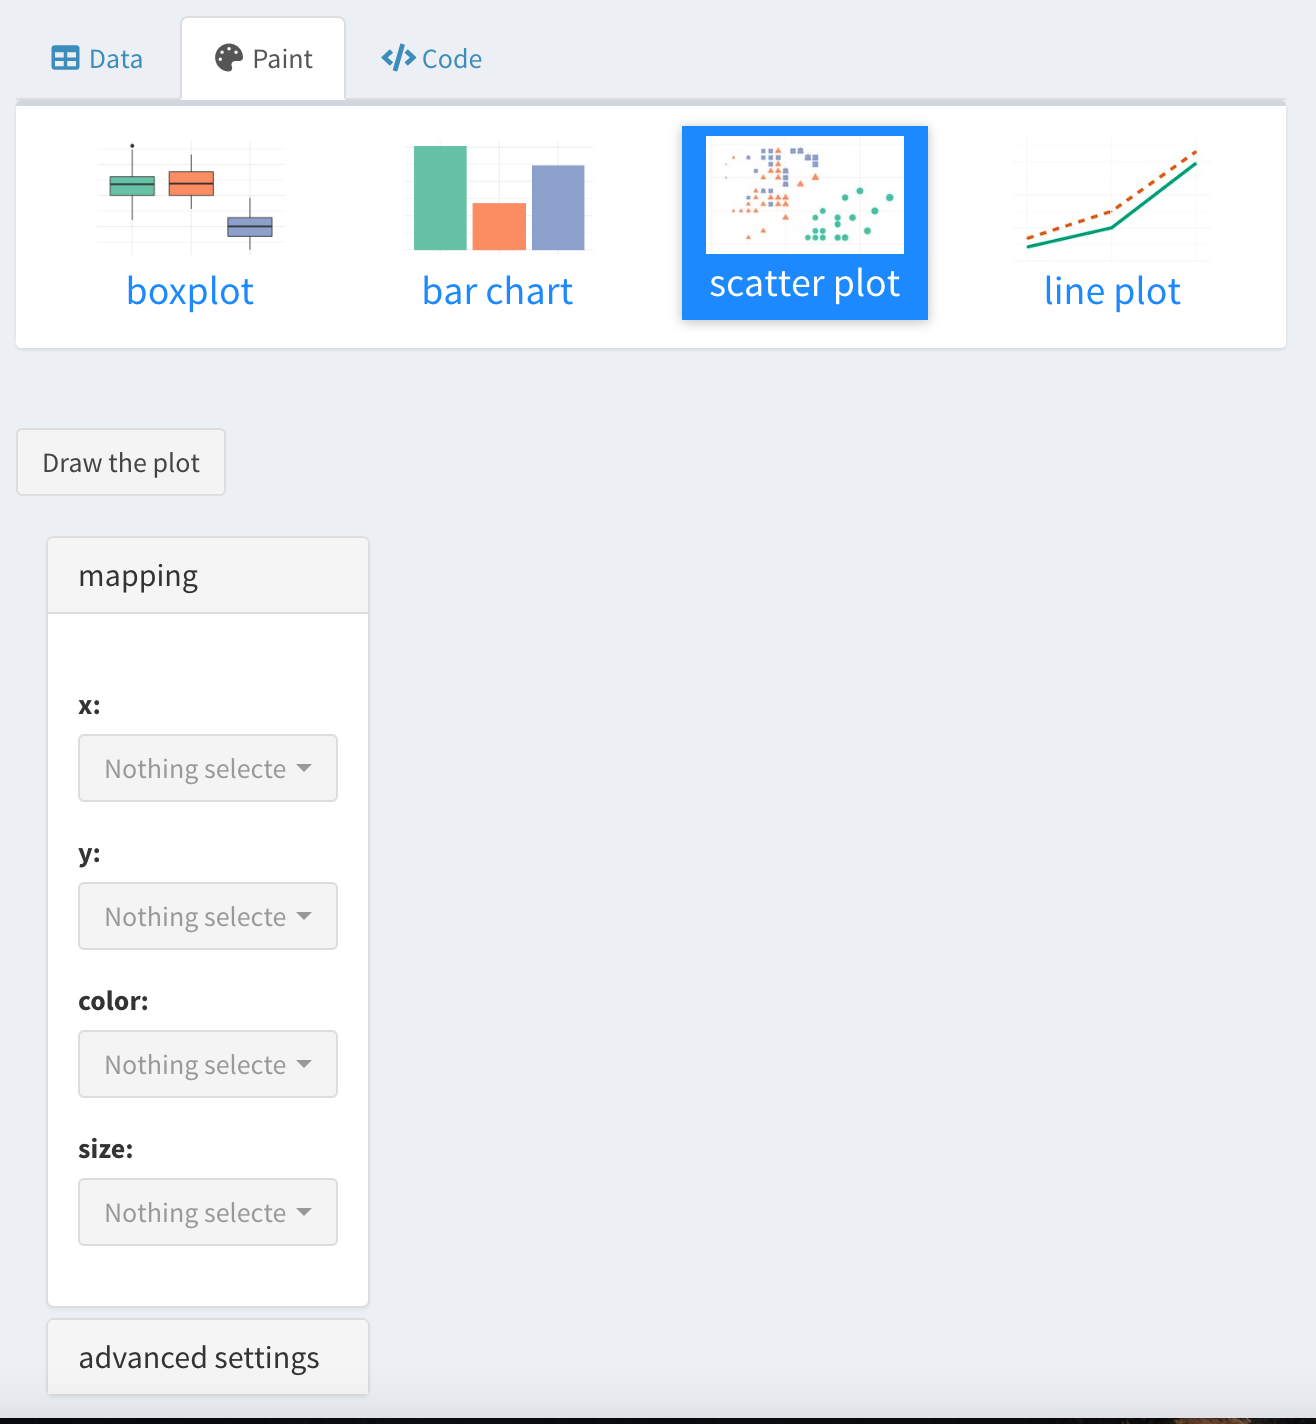 Data Paint Code
boxplot bar chart scatter plot line plot
Draw the plot
mapping
x:
Nothing selecte
y:
Nothing selecte
color:
Nothing selecte
size:
Nothing selecte
advanced settings